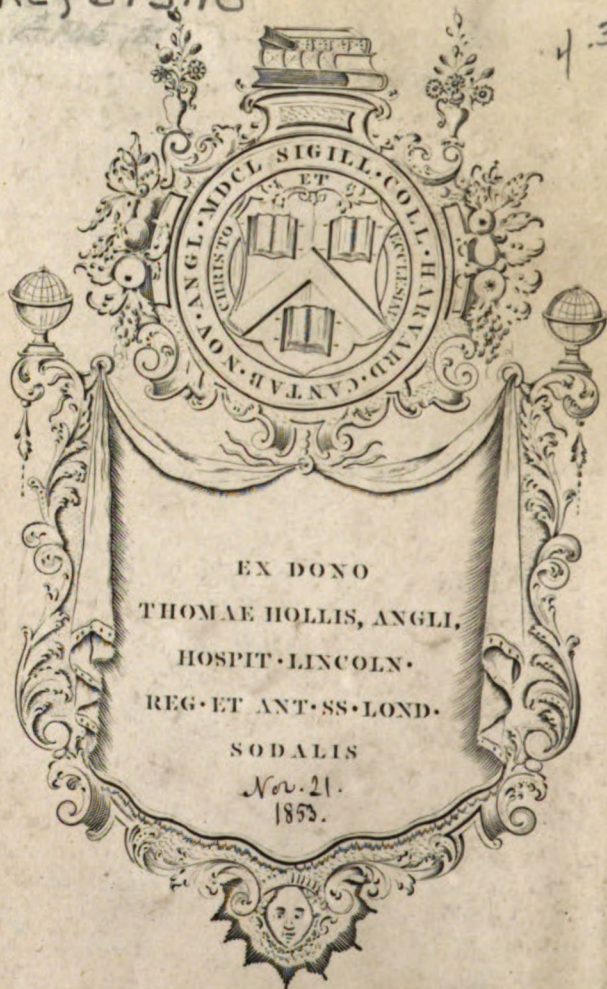 4
SIGILL·COLL·HARVARD·CANTAB·NOV·ANGL·MDCL
CHRISTO ET ECCLESIAE
EX DONO
THOMAE HOLLIS, ANGLI,
HOSPIT·LINCOLN·
REG·ET ANT·SS·LOND·
SODALIS
Nov. 21.
1853.